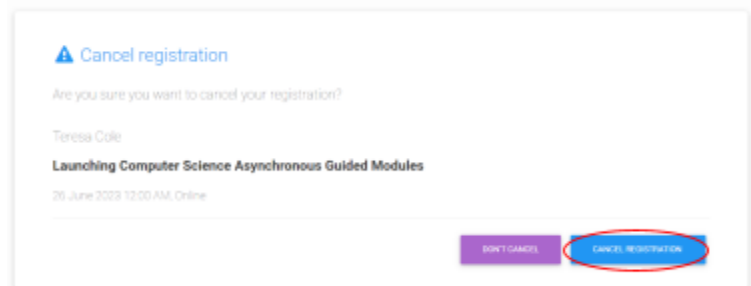 Cancel registration
Are you sure you want to cancel your registration?
Teresa Cole
Launching Computer Science Asynchronous Guided Modules
26 June 2023 12:00 AM, Online
DON'T CANCEL CANCEL REGISTRATION